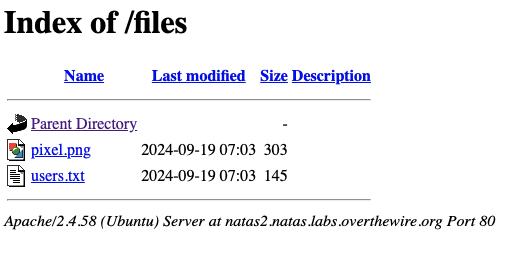 Index of /files
Name Last modified Size Description
Parent Directory -
pixel.png 2024-09-19 07:03 303
users.txt 2024-09-19 07:03 145
Apache/2.4.58 (Ubuntu) Server at natas2.natas.labs.overthewire.org Port 80